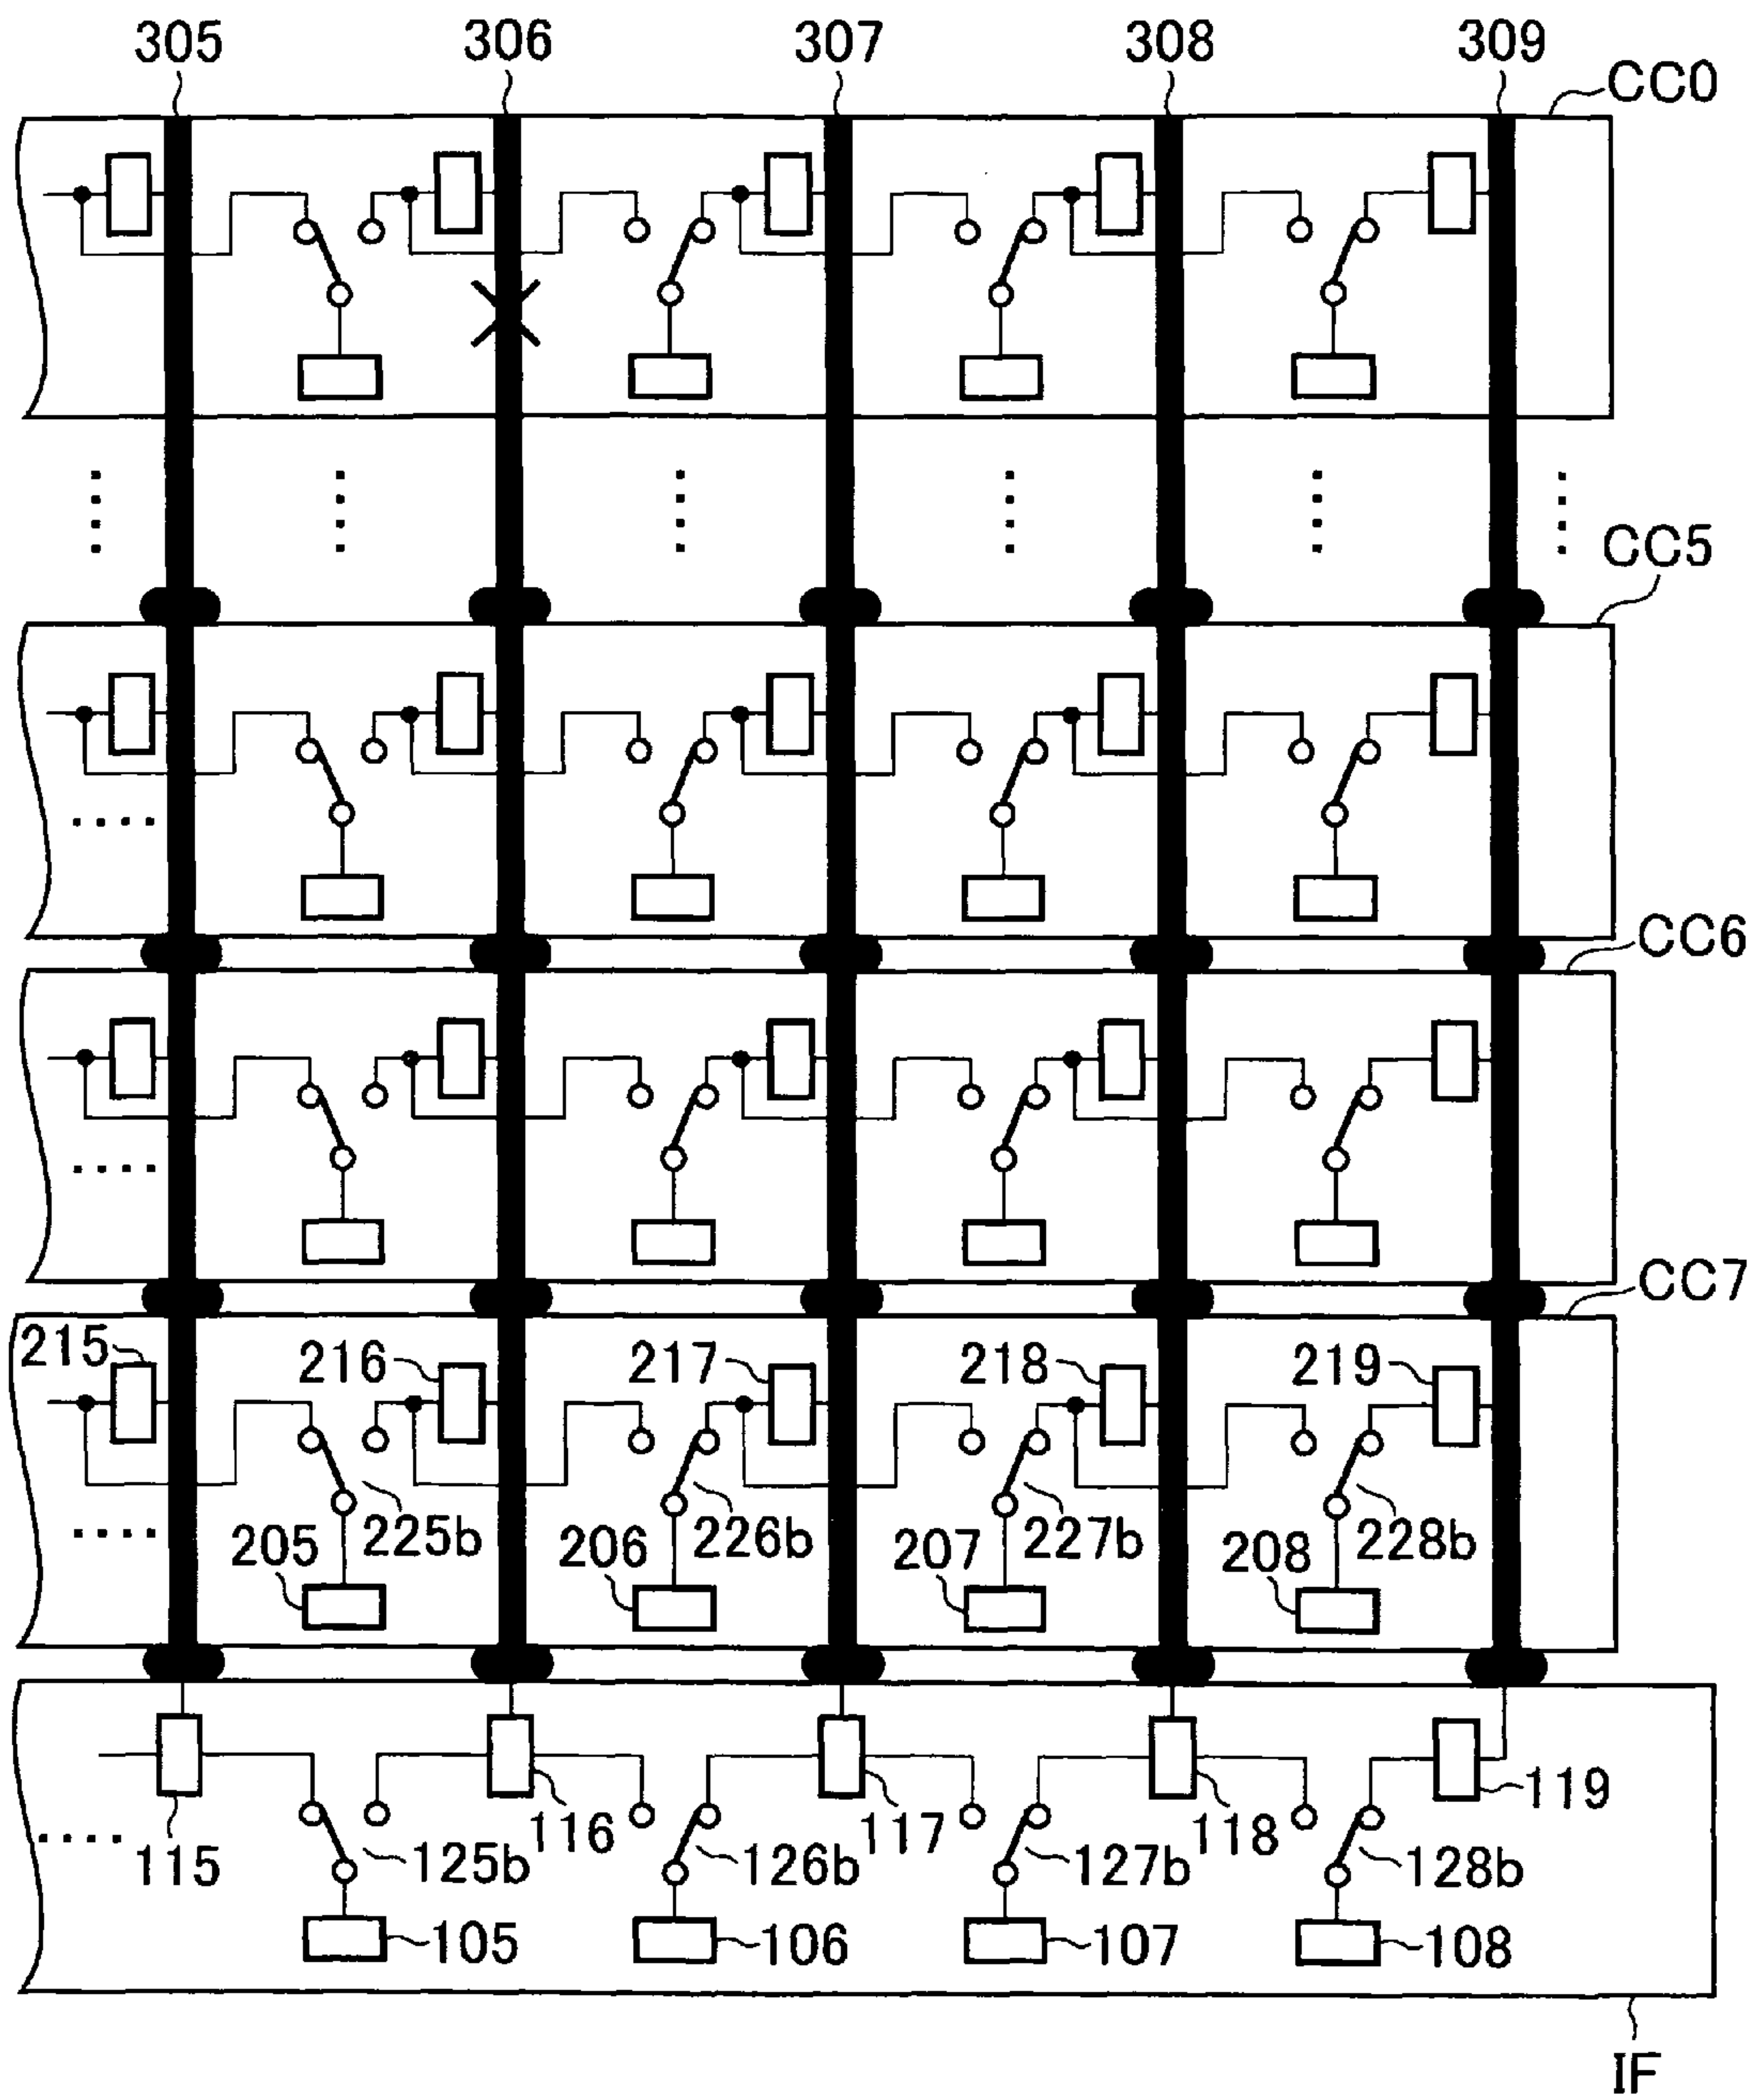 305 306 307 308 309
CC0
CC5
CC6
CC7
215 216 217 218 219
225b 226b 227b 228b
205 206 207 208
116 117 118 119
115 125b 126b 127b 128b
105 106 107 108
IF